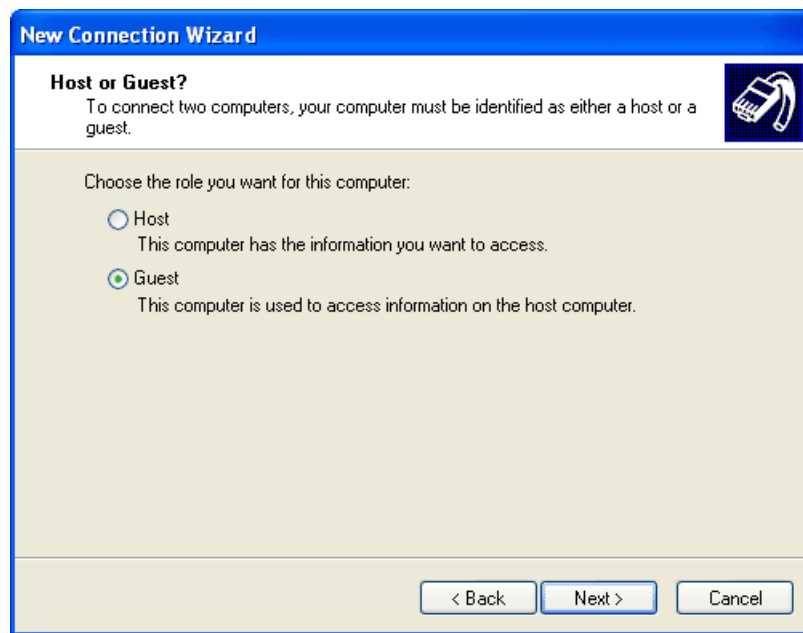 New Connection Wizard
Host or Guest?
To connect two computers, your computer must be identified as either a host or a
guest.
Choose the role you want for this computer:
Host
This computer has the information you want to access.
Guest
This computer is used to access information on the host computer.
< Back Next > Cancel